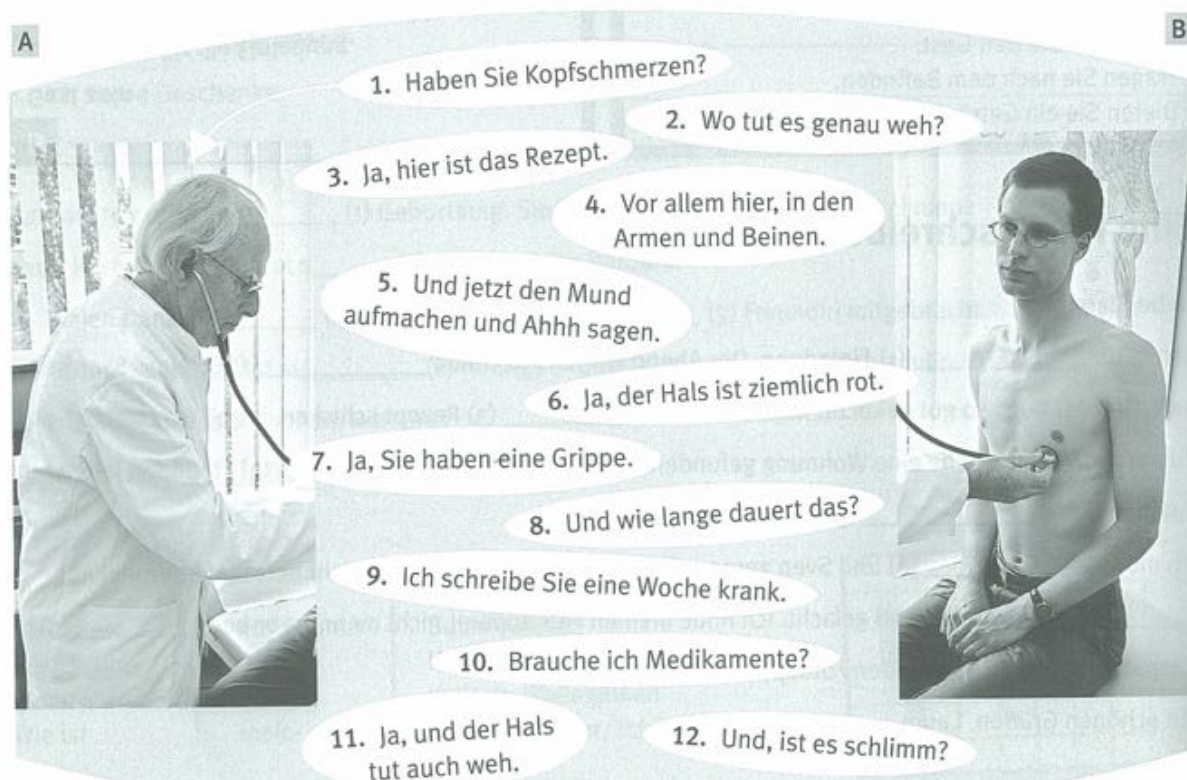 A
B
1. Haben Sie Kopfschmerzen?
2. Wo tut es genau weh?
3. Ja, hier ist das Rezept.
4. Vor allem hier, in den
Armen und Beinen.
5. Und jetzt den Mund
aufmachen und Ahhh sagen.
6. Ja, der Hals ist ziemlich rot.
7. Ja, Sie haben eine Grippe.
8. Und wie lange dauert das?
9. Ich schreibe Sie eine Woche krank.
10. Brauche ich Medikamente?
11. Ja, und der Hals
tut auch weh.
12. Und, ist es schlimm?